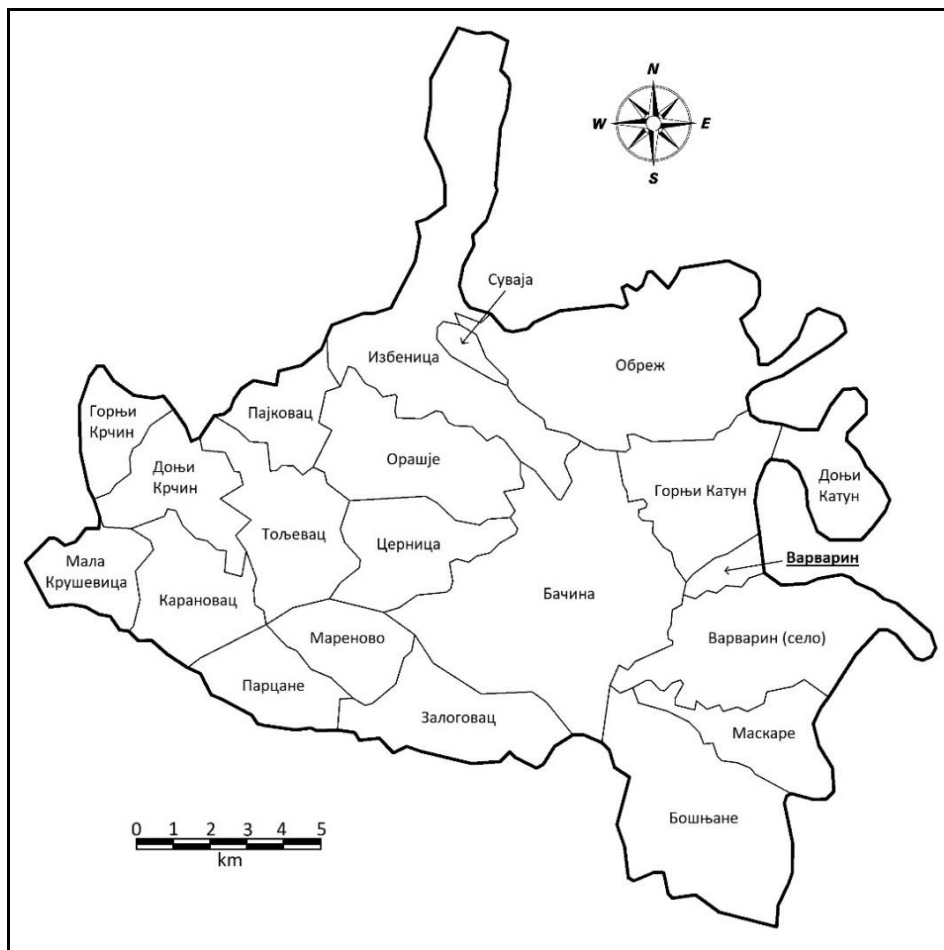 N
W
E
S
Суваја
Избеница
Обреж
Горњи
Крчин
Пајковац
Доњи
Крчин
Орашје
Горњи Катун
Доњи
Катун
Тољевац
Церница
Варварин
Мала
Крушевица
Карановац
Бачина
Мареново
Варварин (село)
Парцане
Залоговац
Маскаре
Бошњане
0 1 2 3 4 5
km